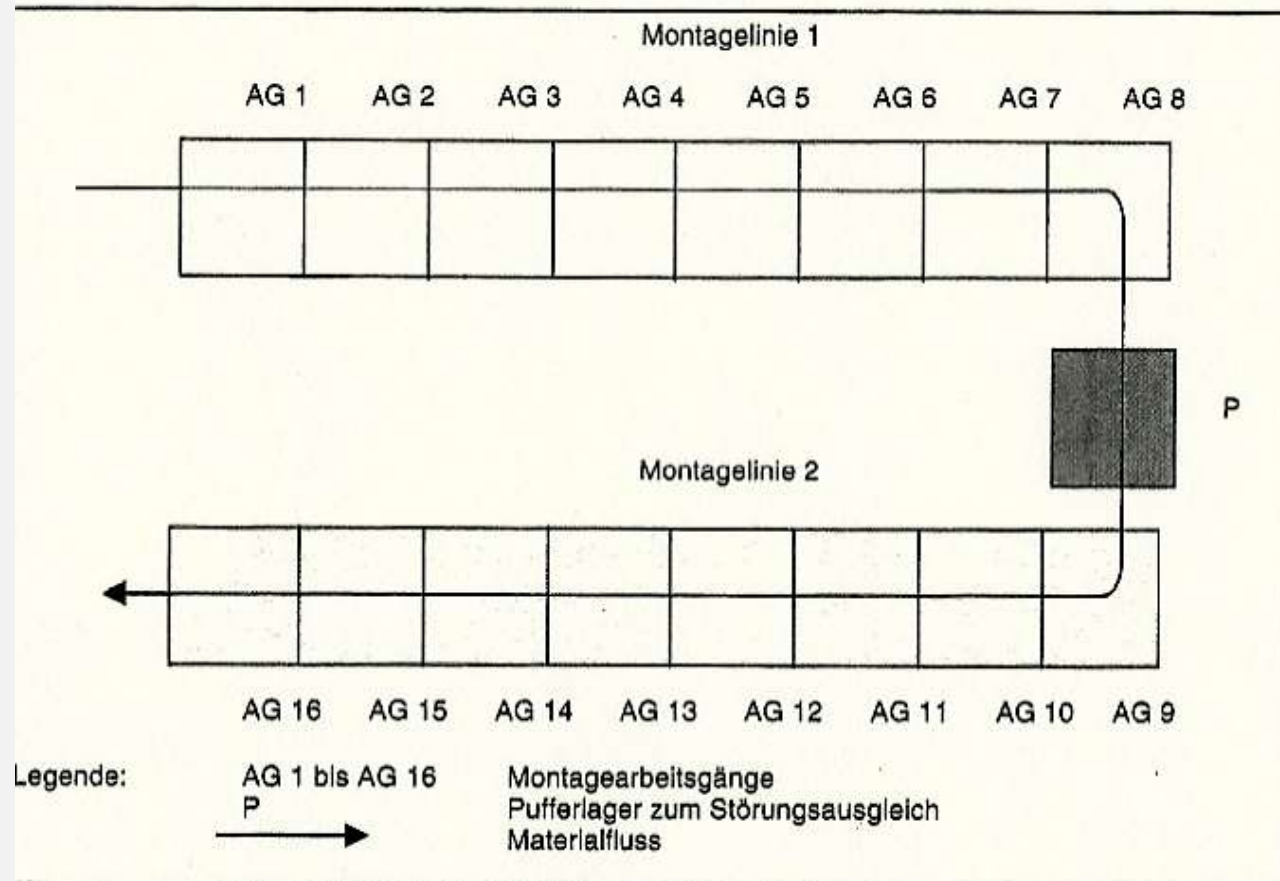 Montagelinie 1
AG 1 AG 2 AG 3 AG 4 AG 5 AG 6 AG 7 AG 8
P
Montagelinie 2
AG 16 AG 15 AG 14 AG 13 AG 12 AG 11 AG 10 AG 9
Legende: AG 1 bis AG 16 Montagearbeitsgänge
P Pufferlager zum Störungsausgleich
Materialfluss